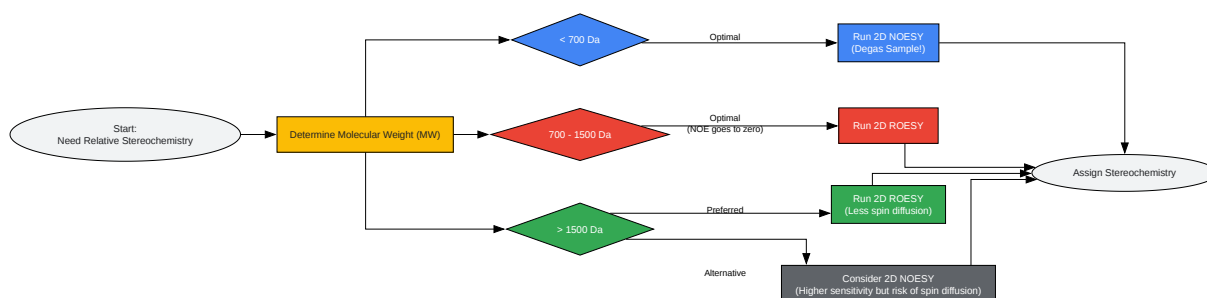 Start:
Need Relative Stereochemistry
Determine Molecular Weight (MW)
< 700 Da
Optimal
Run 2D NOESY
(Degas Sample!)
700 - 1500 Da
Optimal
(NOE goes to zero)
Run 2D ROESY
> 1500 Da
Preferred
Run 2D ROESY
(Less spin diffusion)
Alternative
Consider 2D NOESY
(Higher sensitivity but risk of spin diffusion)
Assign Stereochemistry